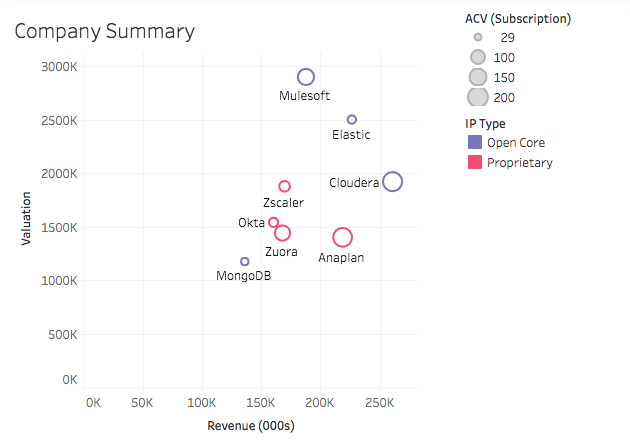 Company Summary
3000K
2500K
2000K
1500K
1000K
500K
0K
Valuation
Mulesoft
Elastic
Cloudera
Zscaler
Okta
Zuora
Anaplan
MongoDB
0K 50K 100K 150K 200K 250K
Revenue (000s)
ACV (Subscription)
29
100
150
200
IP Type
Open Core
Proprietary